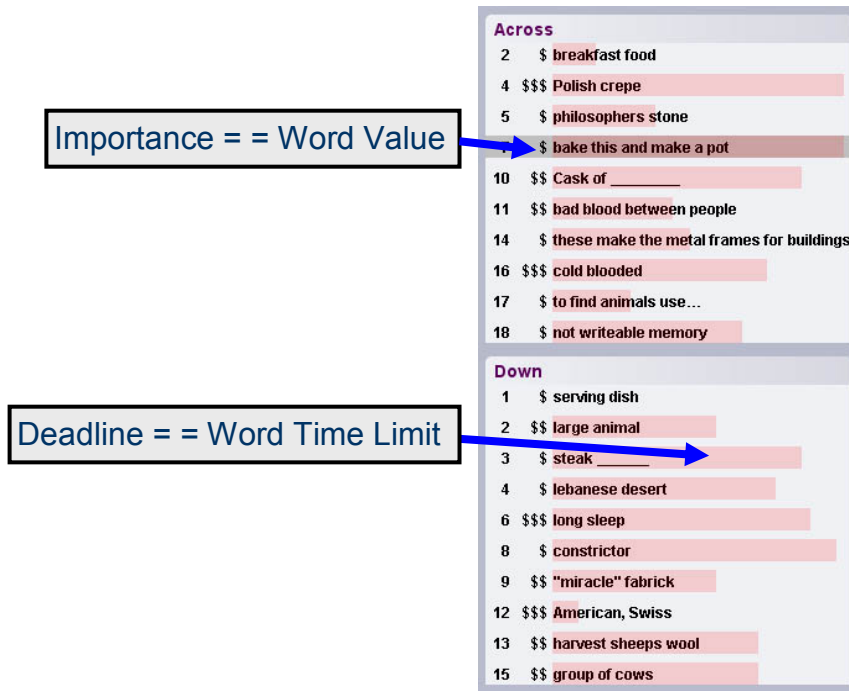 Across
2 $ breakfast food
4 $$$ Polish crepe
5 $ philosophers stone
Importance = = Word Value
$ bake this and make a pot
10 $$ Cask of ________
11 $$ bad blood between people
14 $ these make the metal frames for buildings
16 $$$ cold blooded
17 $ to find animals use...
18 $ not writeable memory
Down
1 $ serving dish
2 $$ large animal
Deadline = = Word Time Limit
3 $ steak ______
4 $ lebanese desert
6 $$$ long sleep
8 $ constrictor
9 $$ "miracle" fabrick
12 $$$ American, Swiss
13 $$ harvest sheeps wool
15 $$ group of cows